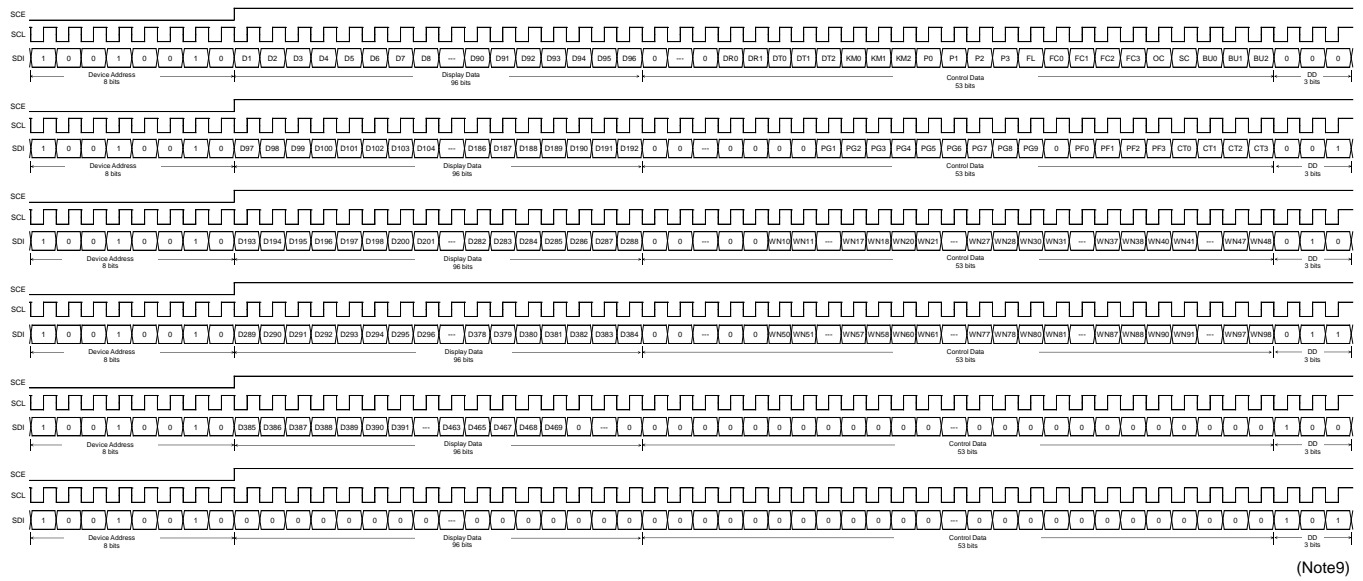 SCE
SCL
SDI 1 0 0 1 0 0 1 0 D1 D2 D3 D4 D5 D6 D7 D8 --- D90 D91 D92 D93 D94 D95 D96 0 --- 0 DR0 DR1 DT0 DT1 DT2 KM0 KM1 KM2 P0 P1 P2 P3 FL FC0 FC1 FC2 FC3 OC SC BU0 BU1 BU2 0 0 0
Device Address Display Data Control Data DD
8 bits 96 bits 53 bits 3 bits
SCE
SCL
SDI 1 0 0 1 0 0 1 0 D97 D98 D99 D100 D101 D102 D103 D104 --- D186 D187 D188 D189 D190 D191 D192 0 0 --- 0 0 0 0 PG1 PG2 PG3 PG4 PG5 PG6 PG7 PG8 PG9 0 PF0 PF1 PF2 PF3 CT0 CT1 CT2 CT3 0 0 1
Device Address Display Data Control Data DD
8 bits 96 bits 53 bits 3 bits
SCE
SCL
SDI 1 0 0 1 0 0 1 0 D193 D194 D195 D196 D197 D198 D200 D201 --- D282 D283 D284 D285 D286 D287 D288 0 0 --- 0 0 WN10 WN11 --- WN17 WN18 WN20 WN21 --- WN27 WN28 WN30 WN31 --- WN37 WN38 WN40 WN41 --- WN47 WN48 0 1 0
Device Address Display Data Control Data DD
8 bits 96 bits 53 bits 3 bits
SCE
SCL
SDI 1 0 0 1 0 0 1 0 D289 D290 D291 D292 D293 D294 D295 D296 --- D378 D379 D380 D381 D382 D383 D384 0 0 --- 0 0 WN50 WN51 --- WN57 WN58 WN60 WN61 --- WN77 WN78 WN80 WN81 --- WN87 WN88 WN90 WN91 --- WN97 WN98 0 1 1
Device Address Display Data Control Data DD
8 bits 96 bits 53 bits 3 bits
SCE
SCL
SDI 1 0 0 1 0 0 1 0 D385 D386 D387 D388 D389 D390 D391 --- D463 D465 D467 D468 D469 0 --- 0 0 0 0 0 0 0 0 0 0 0 0 0 --- 0 0 0 0 0 0 0 0 0 0 0 0 1 0 0
Device Address Display Data Control Data DD
8 bits 96 bits 53 bits 3 bits
SCE
SCL
SDI 1 0 0 1 0 0 1 0 0 0 0 0 0 0 0 0 --- 0 0 0 0 0 0 0 0 0 0 0 0 0 0 0 0 0 0 0 --- 0 0 0 0 0 0 0 0 0 0 0 0 1 0 1
Device Address Display Data Control Data DD
8 bits 96 bits 53 bits 3 bits
(Note9)